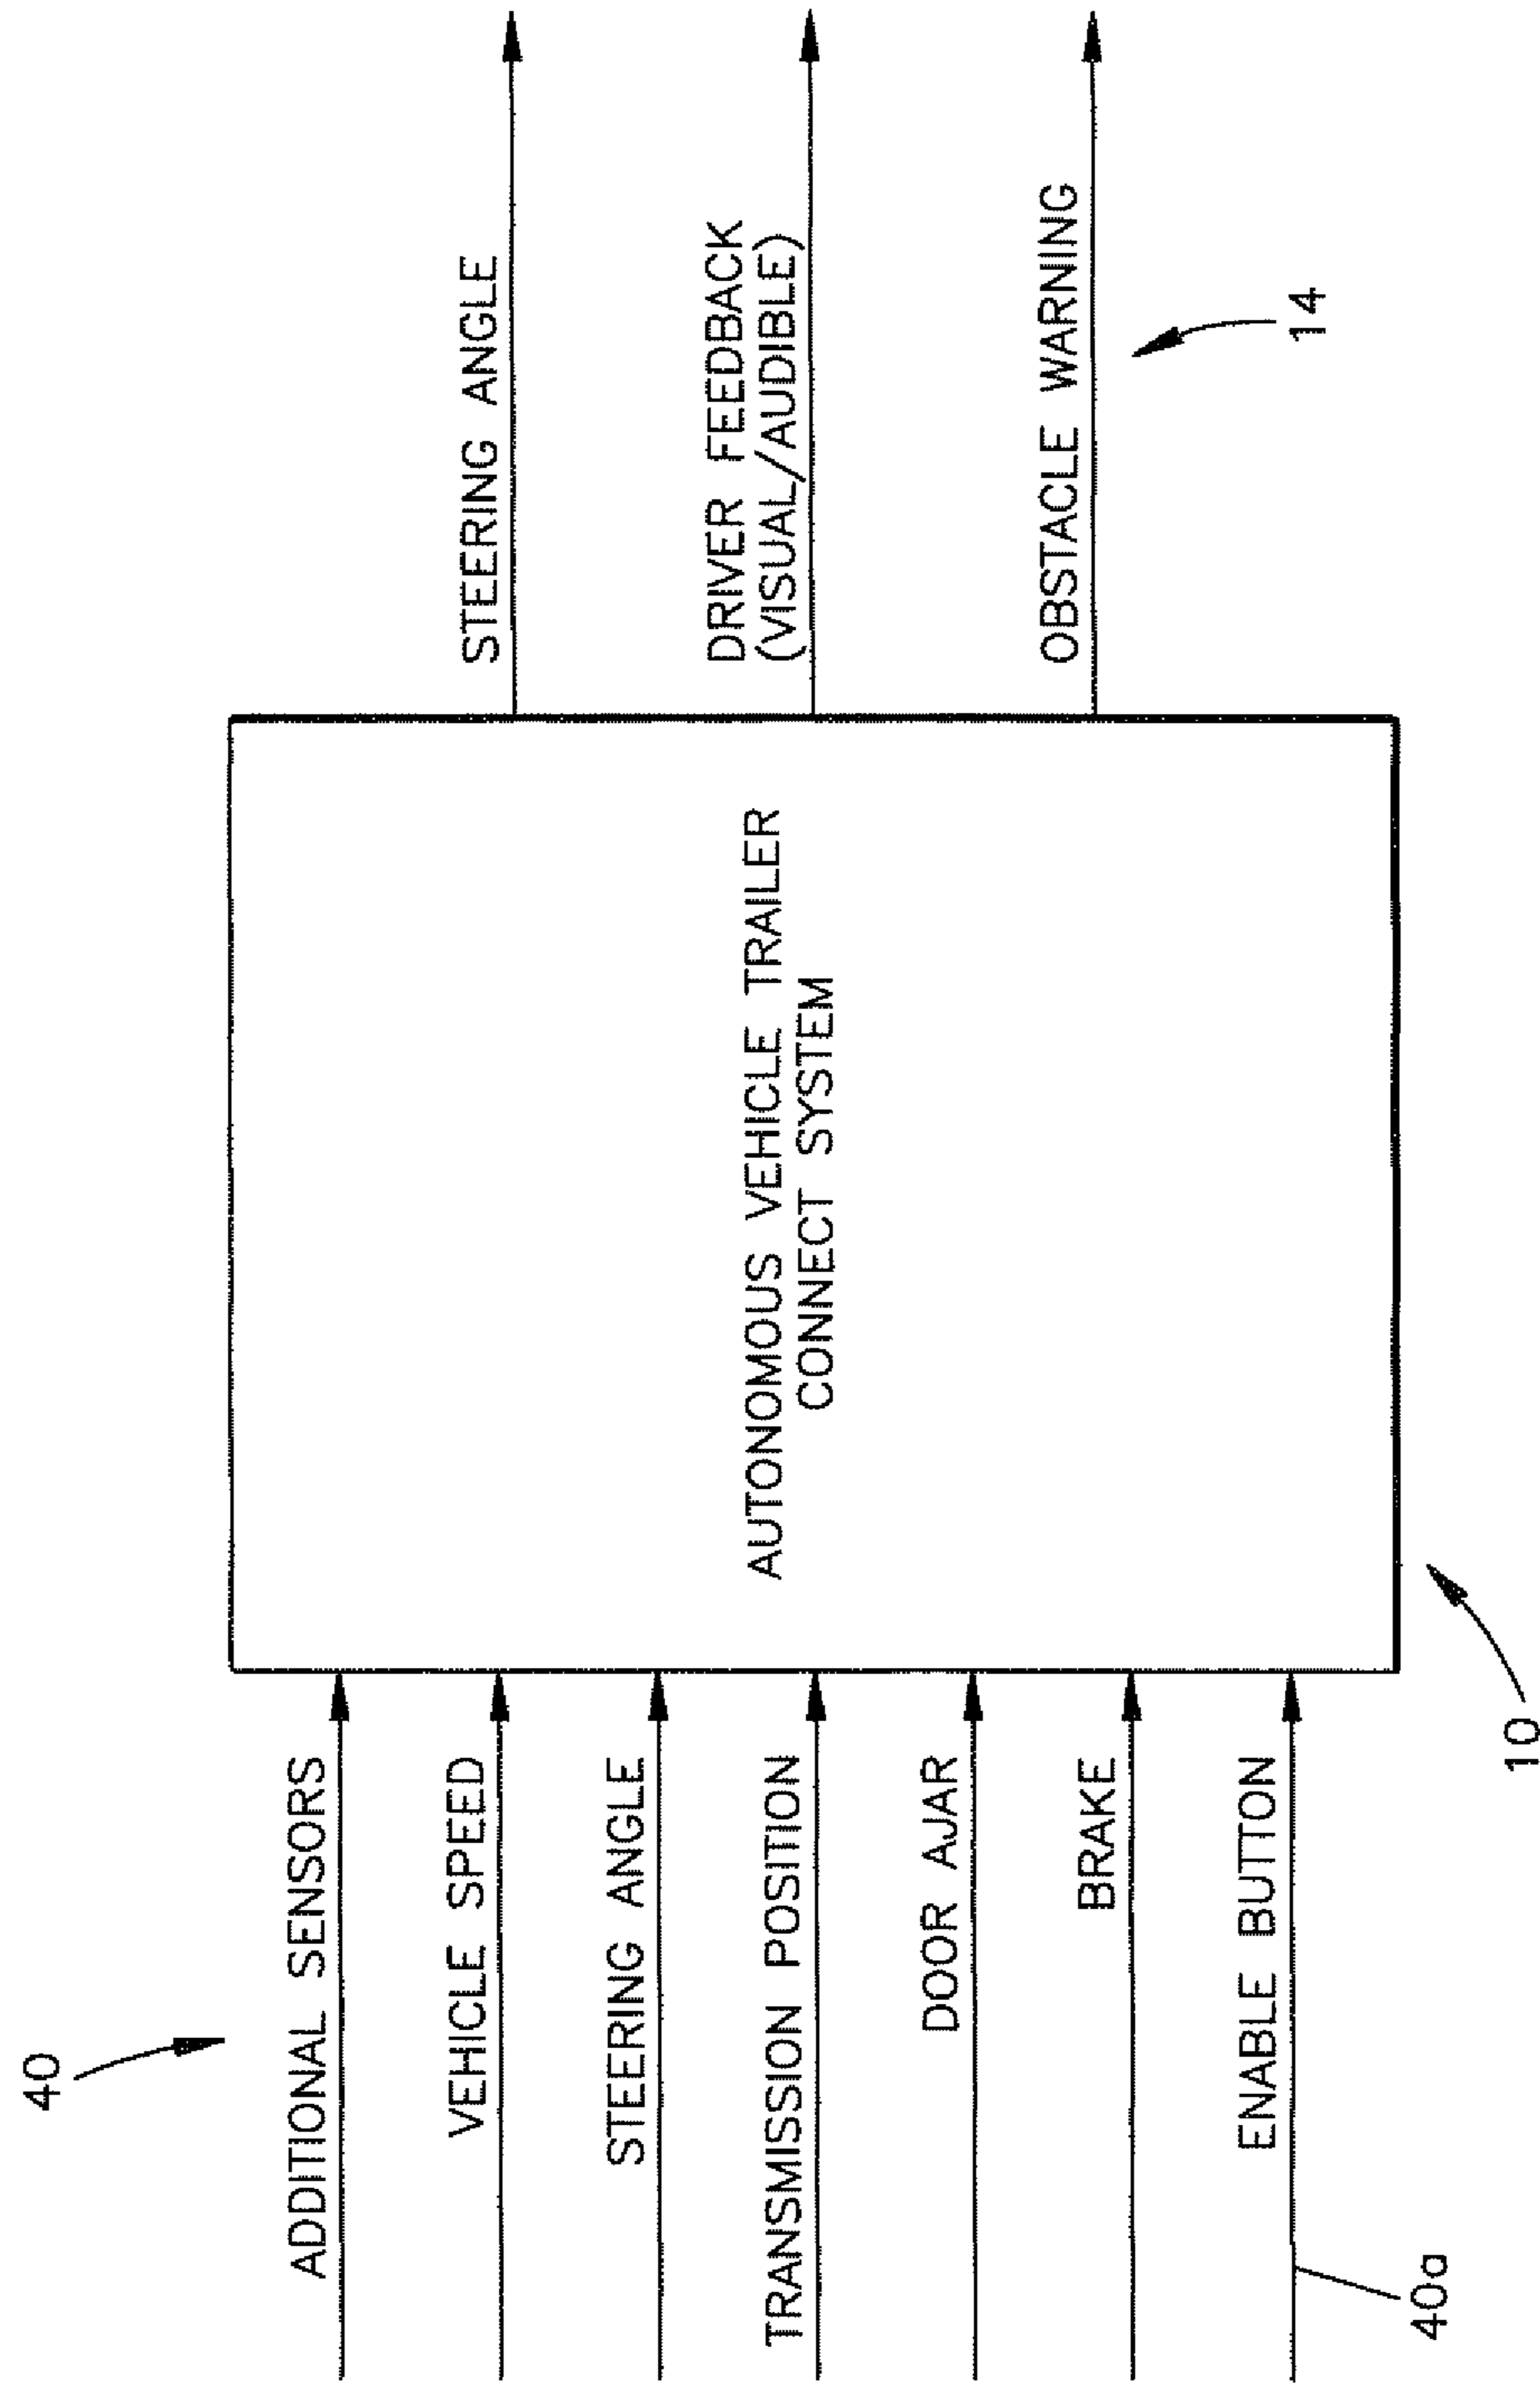 40
ADDITIONAL SENSORS
VEHICLE SPEED
STEERING ANGLE
TRANSMISSION POSITION
DOOR AJAR
BRAKE
ENABLE BUTTON
40a
AUTONOMOUS VEHICLE TRAILER
CONNECT SYSTEM
10
STEERING ANGLE
DRIVER FEEDBACK
(VISUAL/AUDIBLE)
OBSTACLE WARNING
14